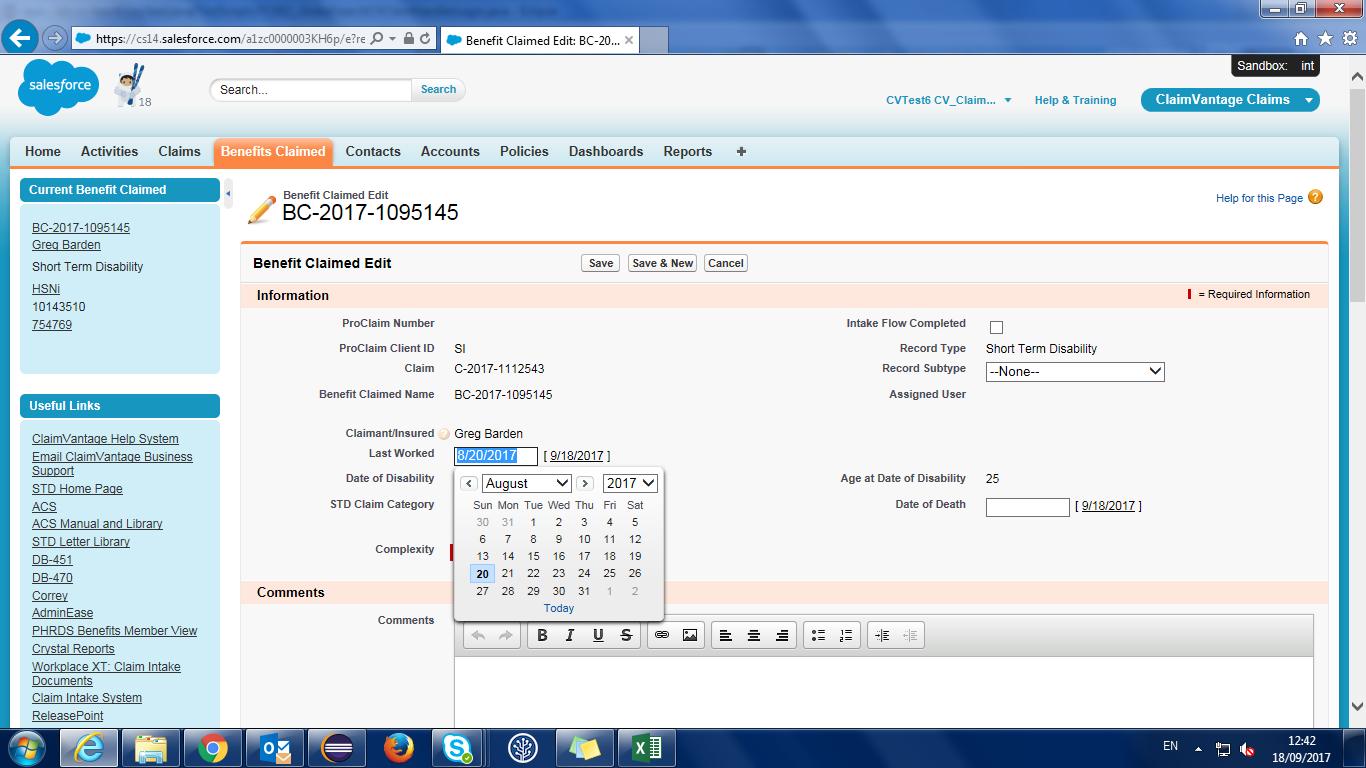 https://cs14.salesforce.com/a1zc0000003KH6p/e?re
Benefit Claimed Edit: BC-20...
Sandbox: int
salesforce
18
Search...
Search
CVTest6 CV_Claim...
Help & Training
ClaimVantage Claims
Home Activities Claims Benefits Claimed Contacts Accounts Policies Dashboards Reports +
Current Benefit Claimed
BC-2017-1095145
Greg Barden
Short Term Disability
HSNi
10143510
754769
Useful Links
ClaimVantage Help System
Email ClaimVantage Business
Support
STD Home Page
ACS
ACS Manual and Library
STD Letter Library
DB-451
DB-470
Correy
AdminEase
PHRDS Benefits Member View
Crystal Reports
Workplace XT: Claim Intake
Documents
Claim Intake System
ReleasePoint
Benefit Claimed Edit
BC-2017-1095145
Help for this Page
Benefit Claimed Edit
Save
Save & New
Cancel
Information
= Required Information
ProClaim Number
Intake Flow Completed
ProClaim Client ID SI
Record Type Short Term Disability
Claim C-2017-1112543
Record Subtype --None--
Benefit Claimed Name BC-2017-1095145
Assigned User
Claimant/Insured Greg Barden
Last Worked 8/20/2017 [ 9/18/2017 ]
Date of Disability
Age at Date of Disability 25
STD Claim Category
Date of Death [ 9/18/2017 ]
Complexity
August 2017
Sun Mon Tue Wed Thu Fri Sat
30 31 1 2 3 4 5
6 7 8 9 10 11 12
13 14 15 16 17 18 19
20 21 22 23 24 25 26
27 28 29 30 31 1 2
Today
Comments
Comments
B I U S
EN
12:42
18/09/2017